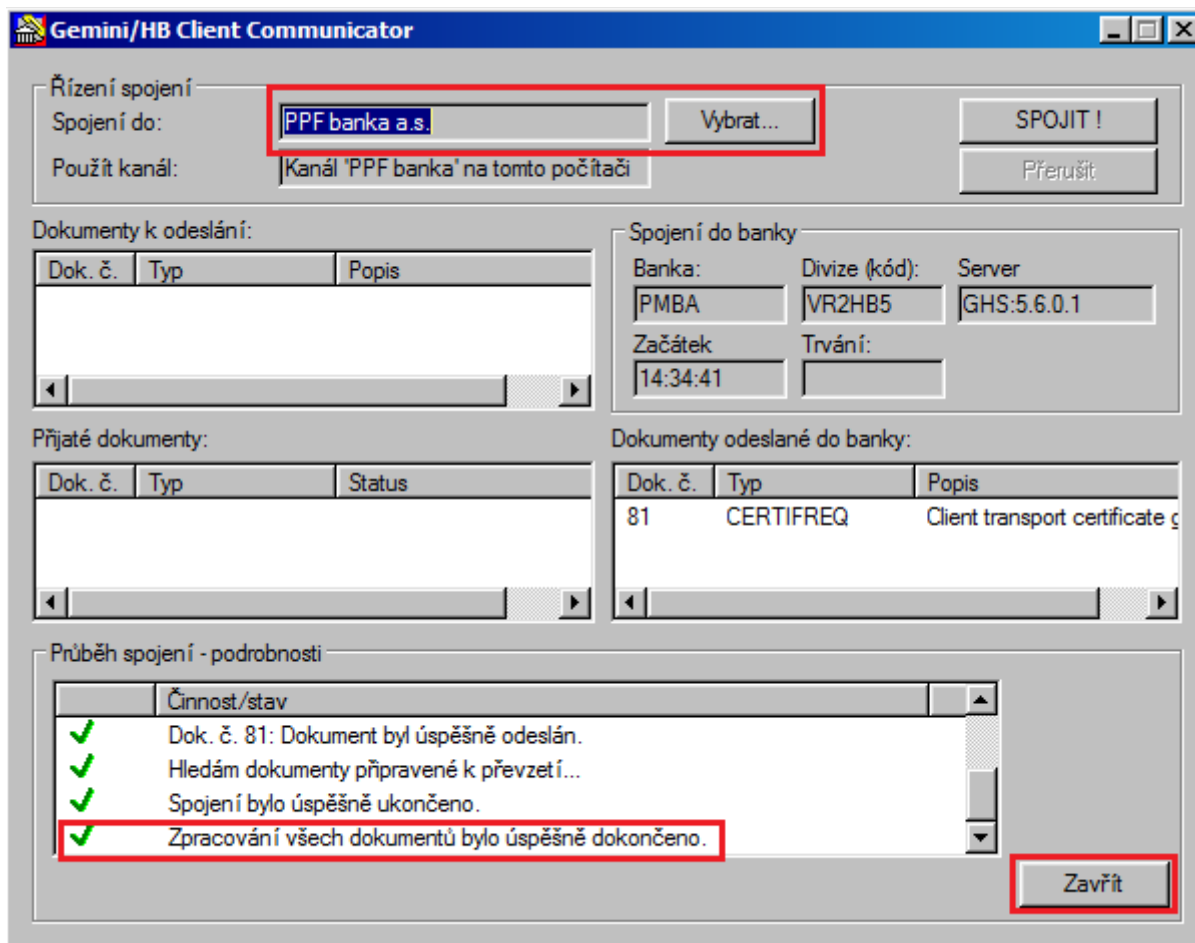 Gemini/HB Client Communicator
Řízení spojení
Spojení do: PPF banka a.s. Vybrat... SPOJIT !
Použít kanál: Kanál 'PPF banka' na tomto počítači Přerušit
Dokumenty k odeslání:
Dok. č. Typ Popis
Spojení do banky
Banka: Divize (kód): Server
PMBA VR2HB5 GHS:5.6.0.1
Začátek Trvání:
14:34:41
Přijaté dokumenty:
Dok. č. Typ Status
Dokumenty odeslané do banky:
Dok. č. Typ Popis
81 CERTIFREQ Client transport certificate g
Průběh spojení - podrobnosti
Činnost/stav
Dok. č. 81: Dokument byl úspěšně odeslán.
Hledám dokumenty připravené k převzetí...
Spojení bylo úspěšně ukončeno.
Zpracování všech dokumentů bylo úspěšně dokončeno.
Zavřít